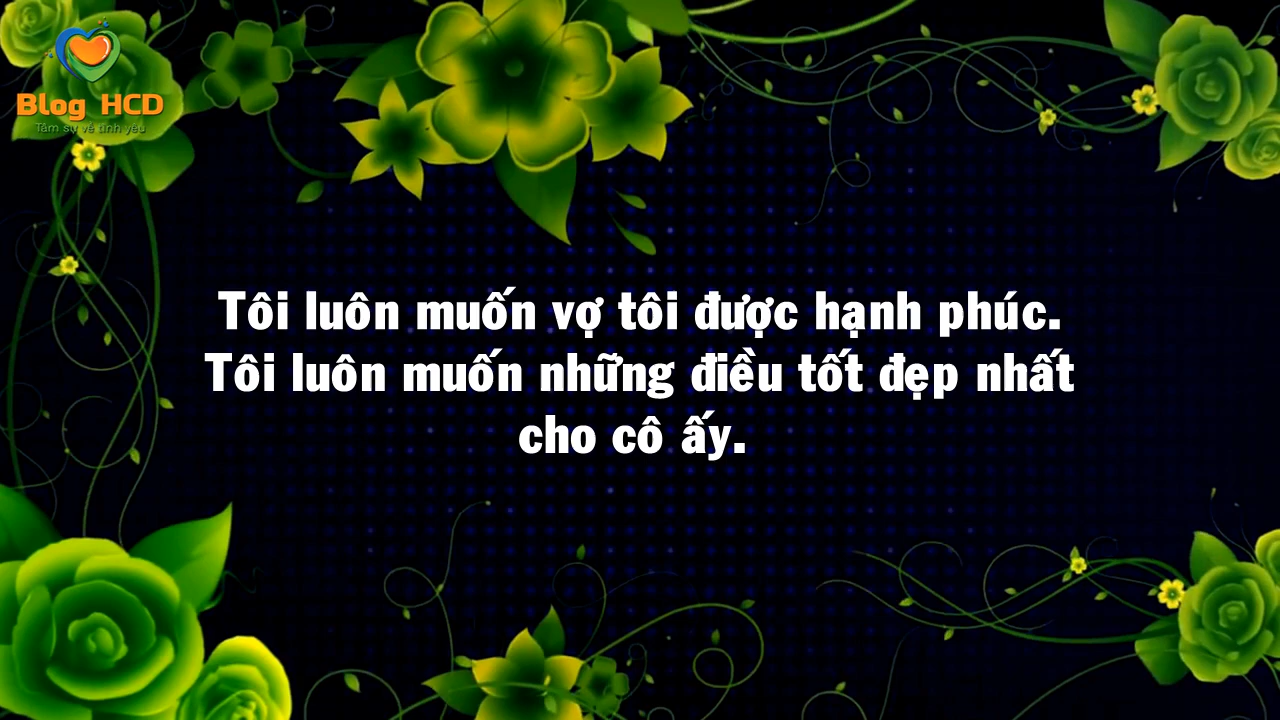 Blog HCD
Tâm sự về tình yêu
Tôi luôn muốn vợ tôi được hạnh phúc.
Tôi luôn muốn những điều tốt đẹp nhất
cho cô ấy.